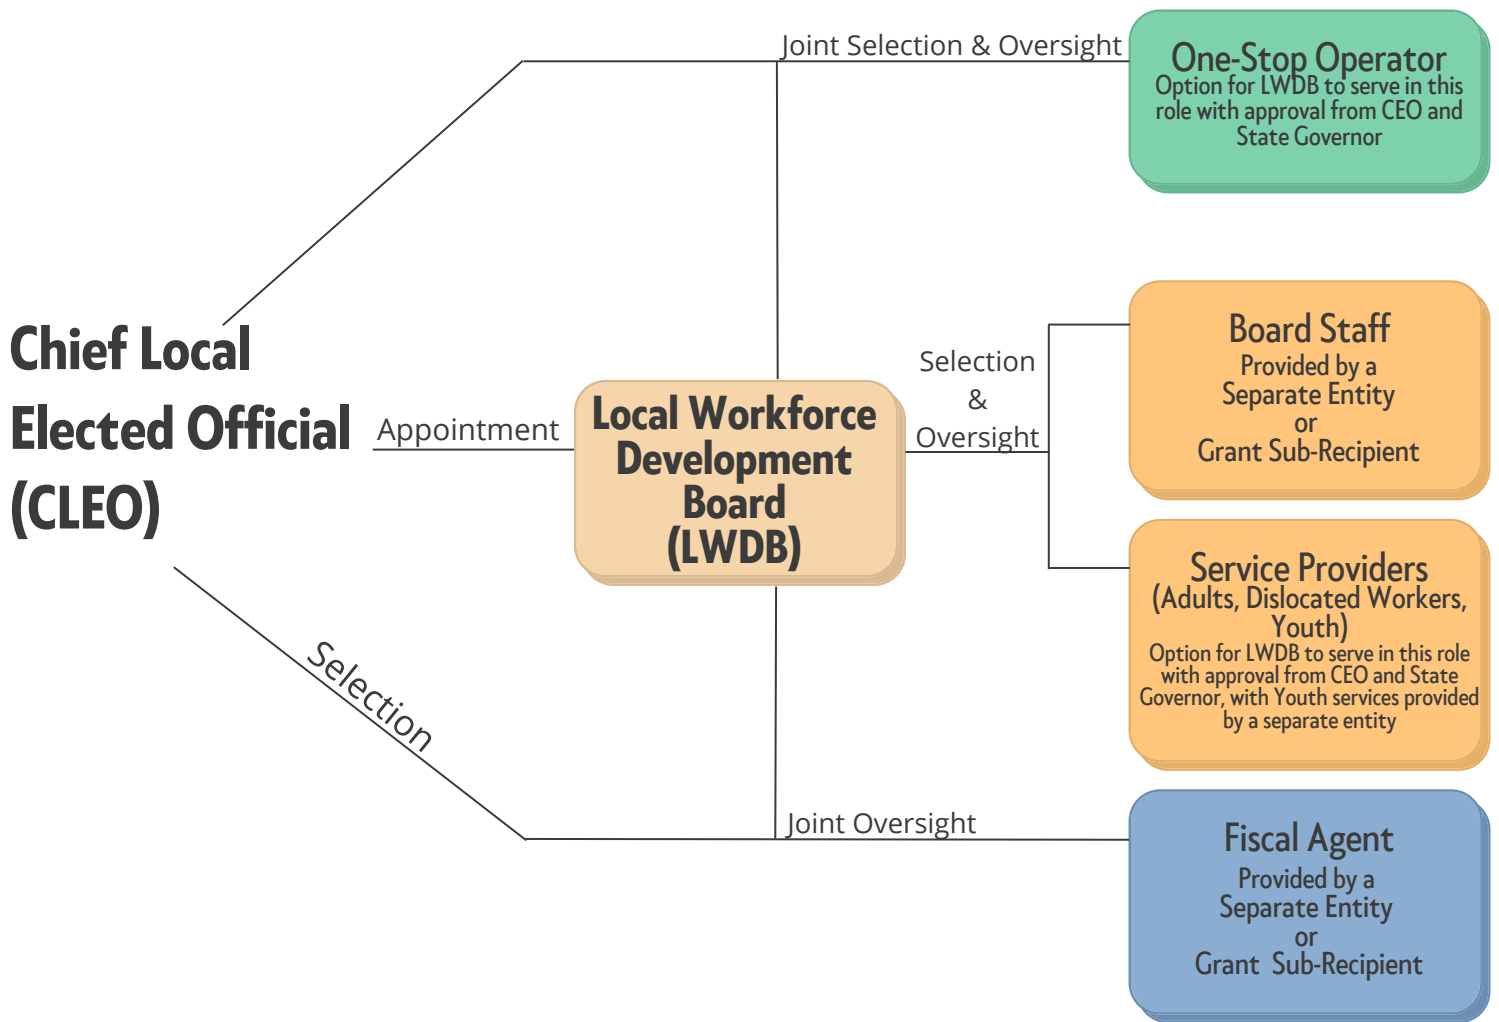 Joint Selection & Oversight
One-Stop Operator
Option for LWDB to serve in this
role with approval from CEO and
State Governor
Chief Local
Elected Official
(CLEO)
Appointment
Local Workforce
Development
Board
(LWDB)
Selection
&
Oversight
Board Staff
Provided by a
Separate Entity
or
Grant Sub-Recipient
Service Providers
(Adults, Dislocated Workers,
Youth)
Option for LWDB to serve in this role
with approval from CEO and State
Governor, with Youth services provided
by a separate entity
Selection
Joint Oversight
Fiscal Agent
Provided by a
Separate Entity
or
Grant Sub-Recipient